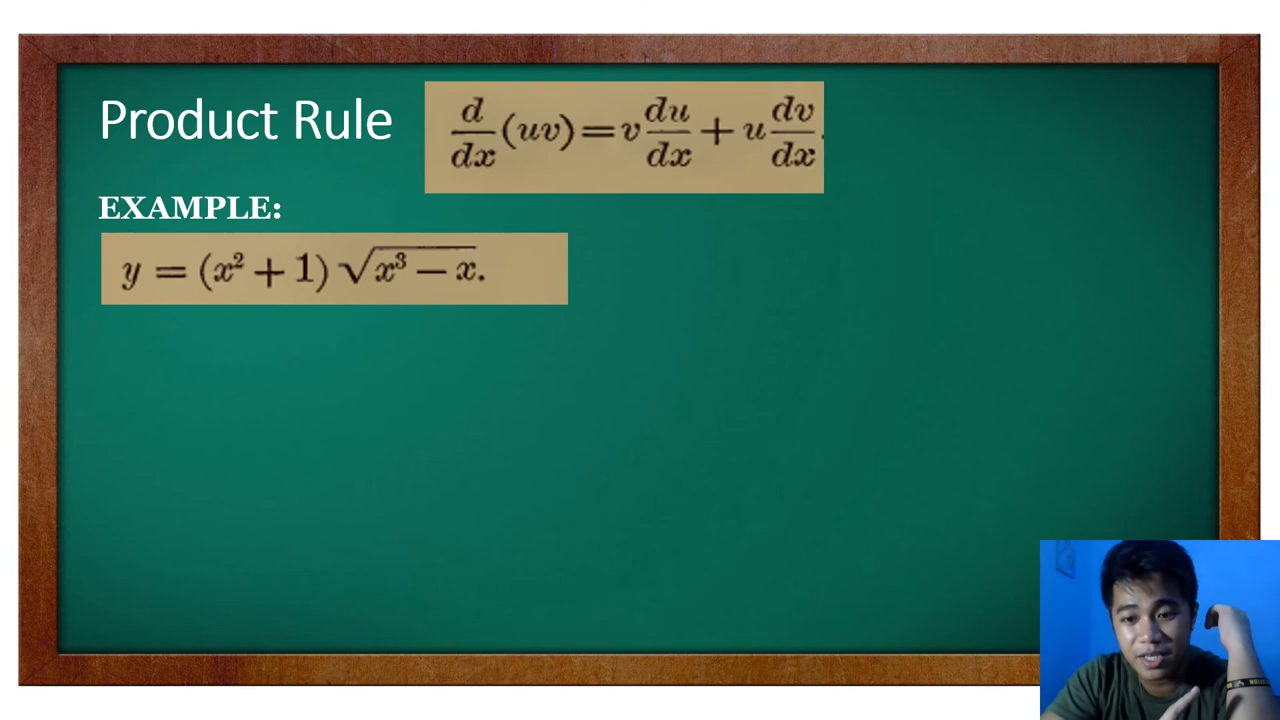 Product Rule
d/dx (uv) = v du/dx + u dv/dx.
EXAMPLE:
y = (x² + 1) √(x³ − x).